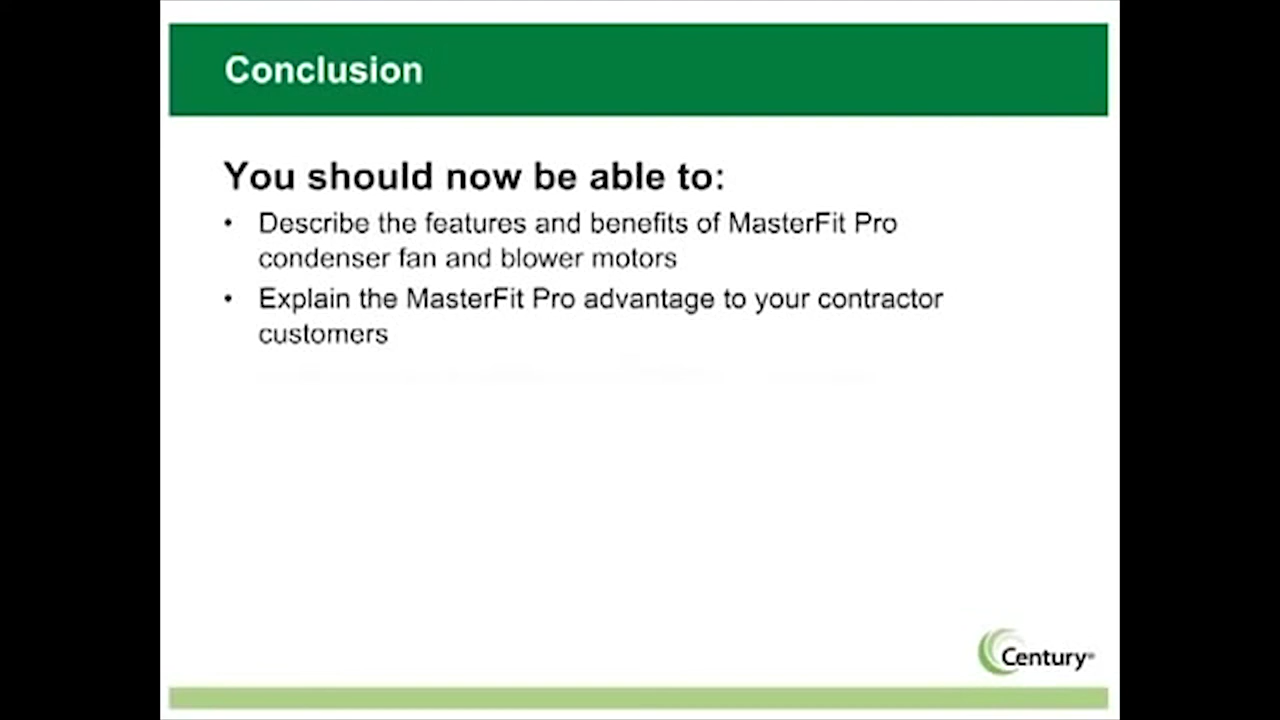 Conclusion
You should now be able to:
• Describe the features and benefits of MasterFit Pro
condenser fan and blower motors
• Explain the MasterFit Pro advantage to your contractor
customers
Century®